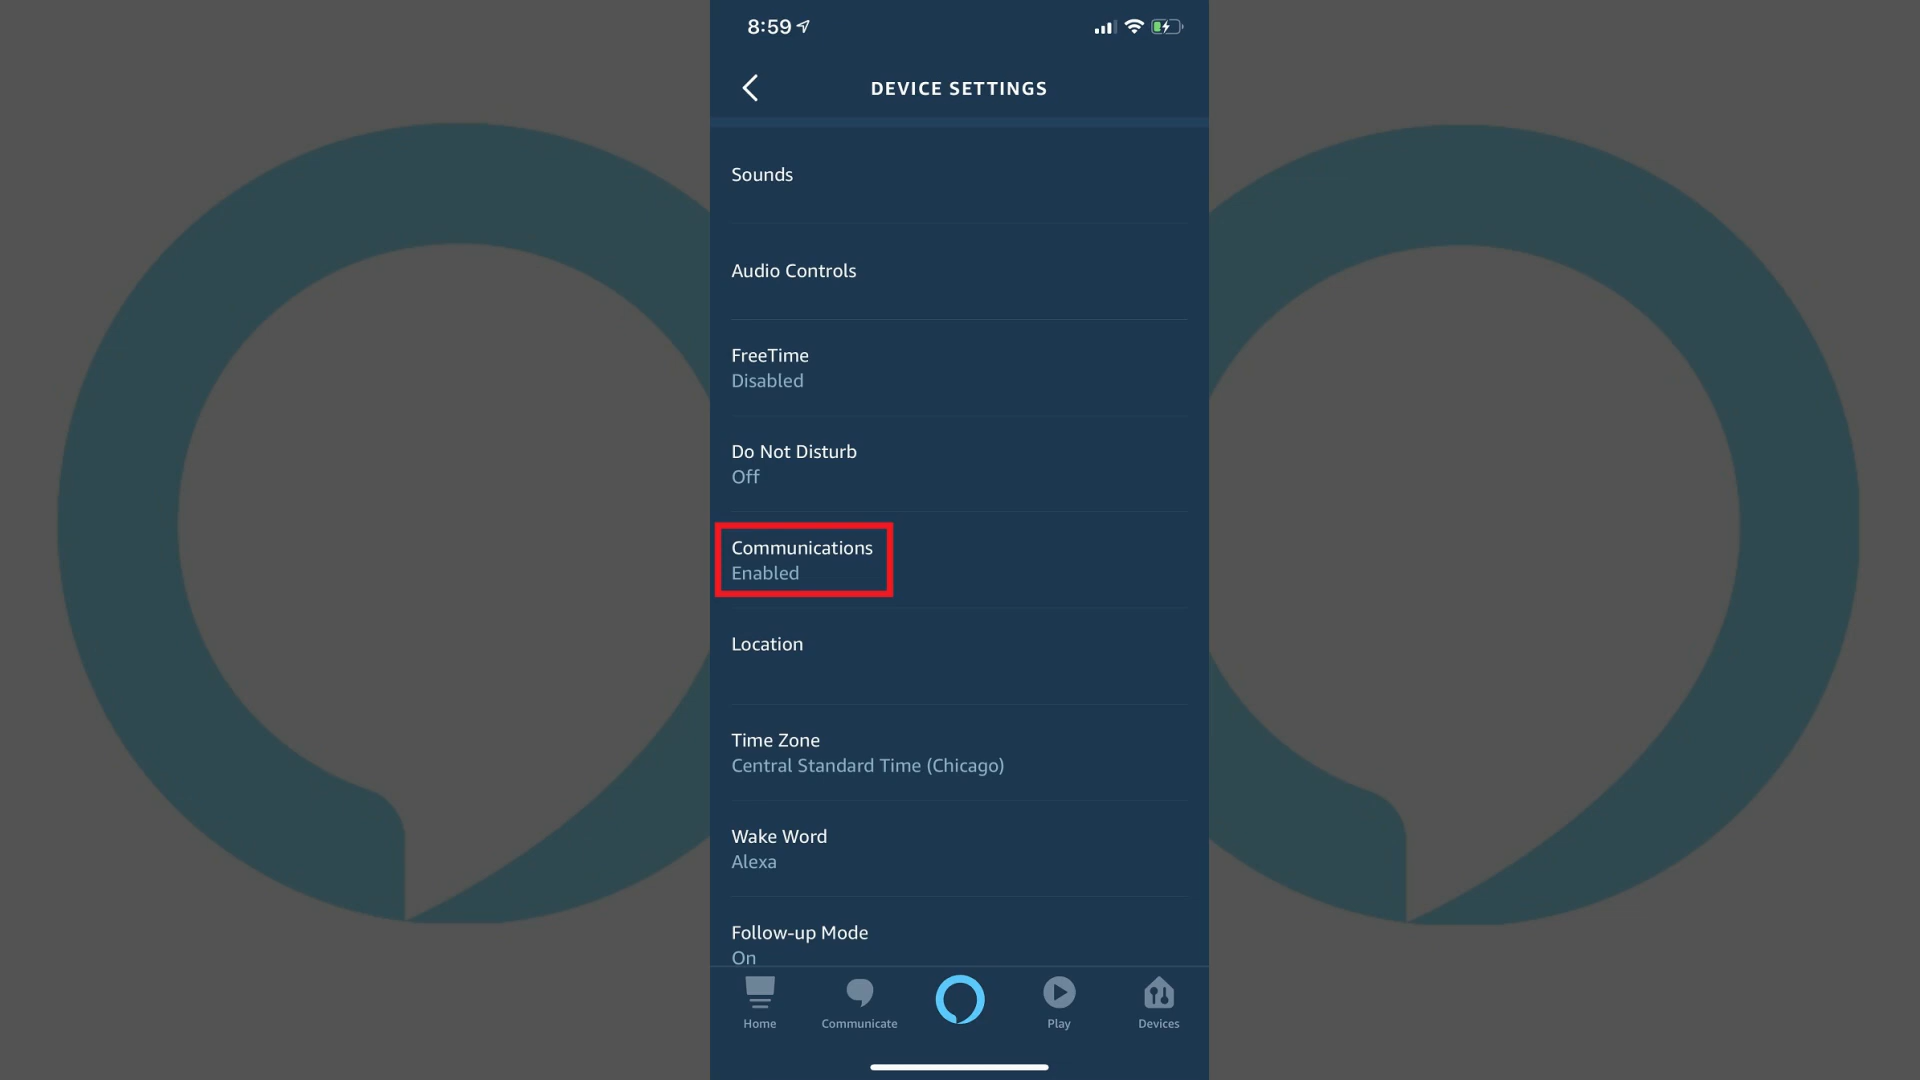 8:59
DEVICE SETTINGS
Sounds
Audio Controls
FreeTime
Disabled
Do Not Disturb
Off
Communications
Enabled
Location
Time Zone
Central Standard Time (Chicago)
Wake Word
Alexa
Follow-up Mode
On
Home
Communicate
Play
Devices